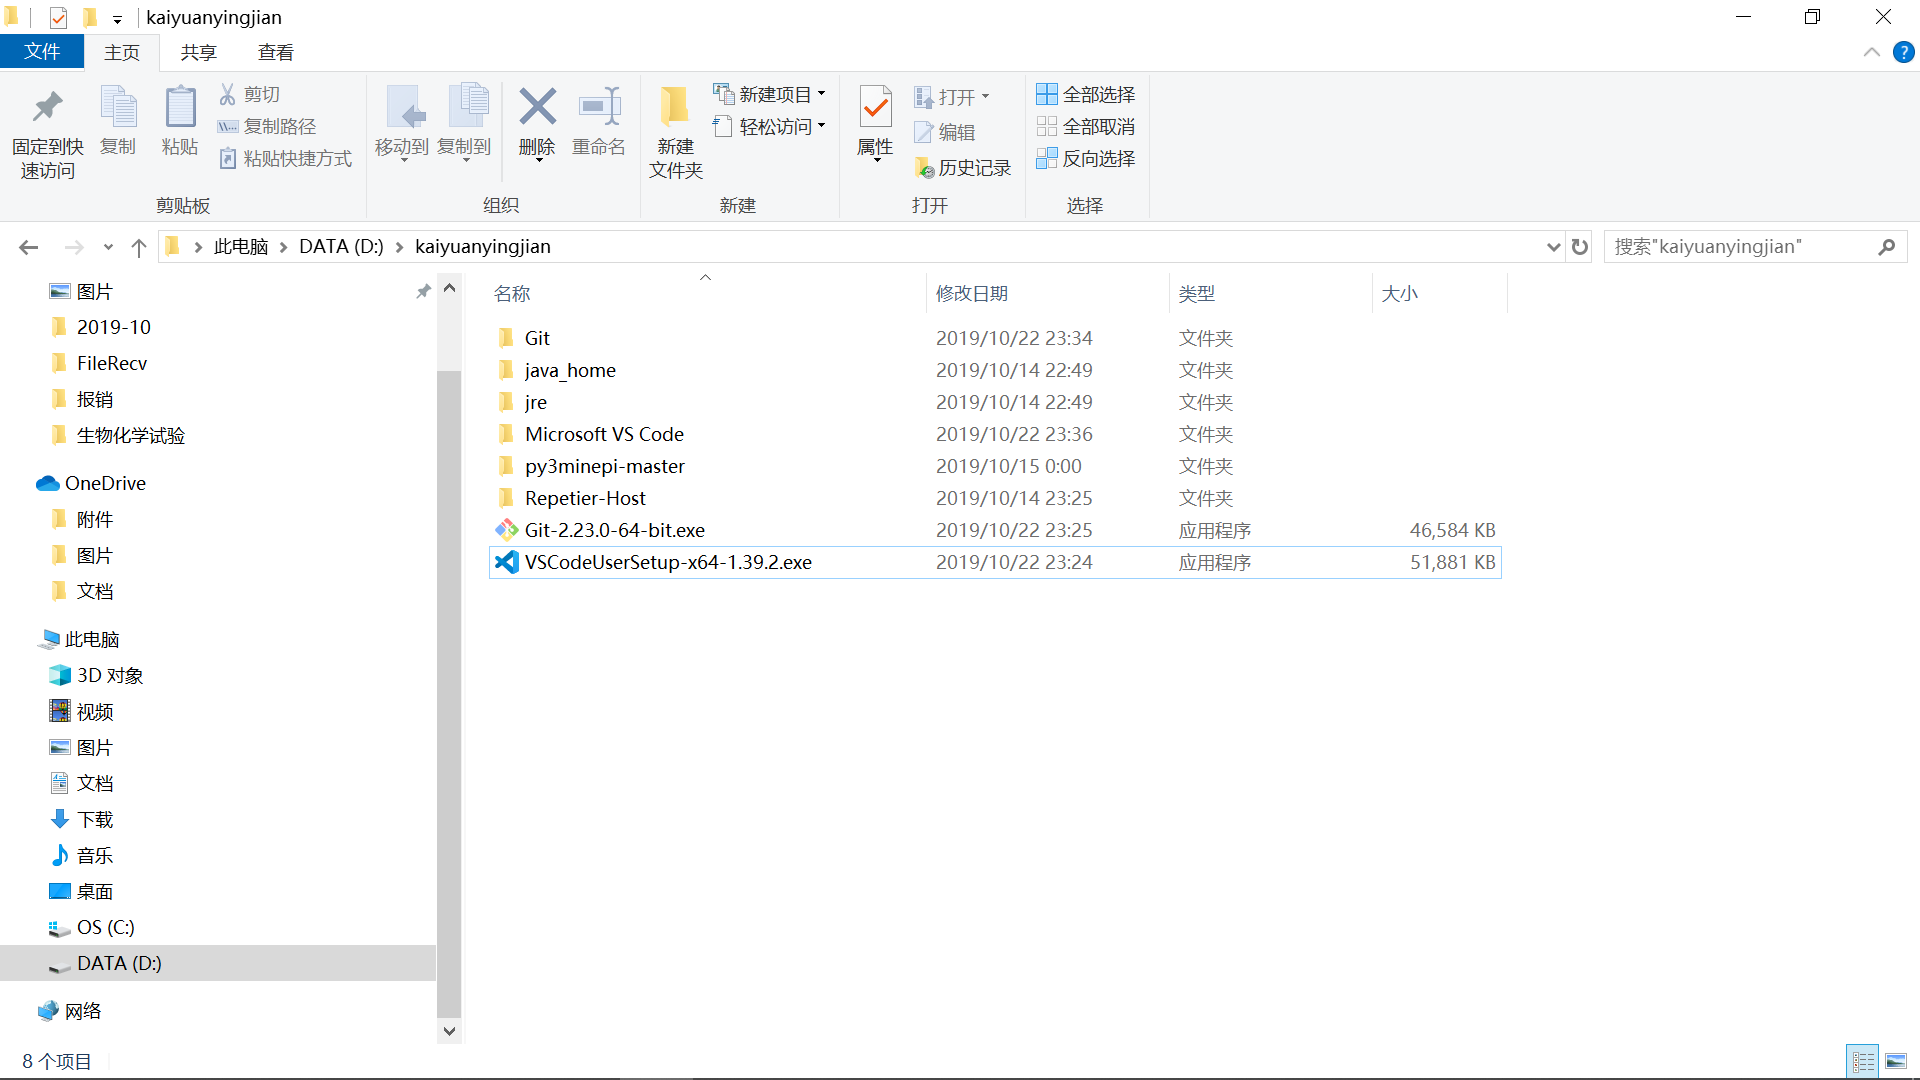 kaiyuanyingjian
文件 主页 共享 查看
固定到快速访问
复制
粘贴
剪切
复制路径
粘贴快捷方式
剪贴板
移动到
复制到
删除
重命名
组织
新建文件夹
新建项目
轻松访问
新建
属性
打开
编辑
历史记录
打开
全部选择
全部取消
反向选择
选择
此电脑 DATA (D:) kaiyuanyingjian
搜索"kaiyuanyingjian"
图片
2019-10
FileRecv
报销
生物化学试验
OneDrive
附件
图片
文档
此电脑
3D 对象
视频
图片
文档
下载
音乐
桌面
OS (C:)
DATA (D:)
网络
名称 修改日期 类型 大小
Git 2019/10/22 23:34 文件夹
java_home 2019/10/14 22:49 文件夹
jre 2019/10/14 22:49 文件夹
Microsoft VS Code 2019/10/22 23:36 文件夹
py3minepi-master 2019/10/15 0:00 文件夹
Repetier-Host 2019/10/14 23:25 文件夹
Git-2.23.0-64-bit.exe 2019/10/22 23:25 应用程序 46,584 KB
VSCodeUserSetup-x64-1.39.2.exe 2019/10/22 23:24 应用程序 51,881 KB
8 个项目